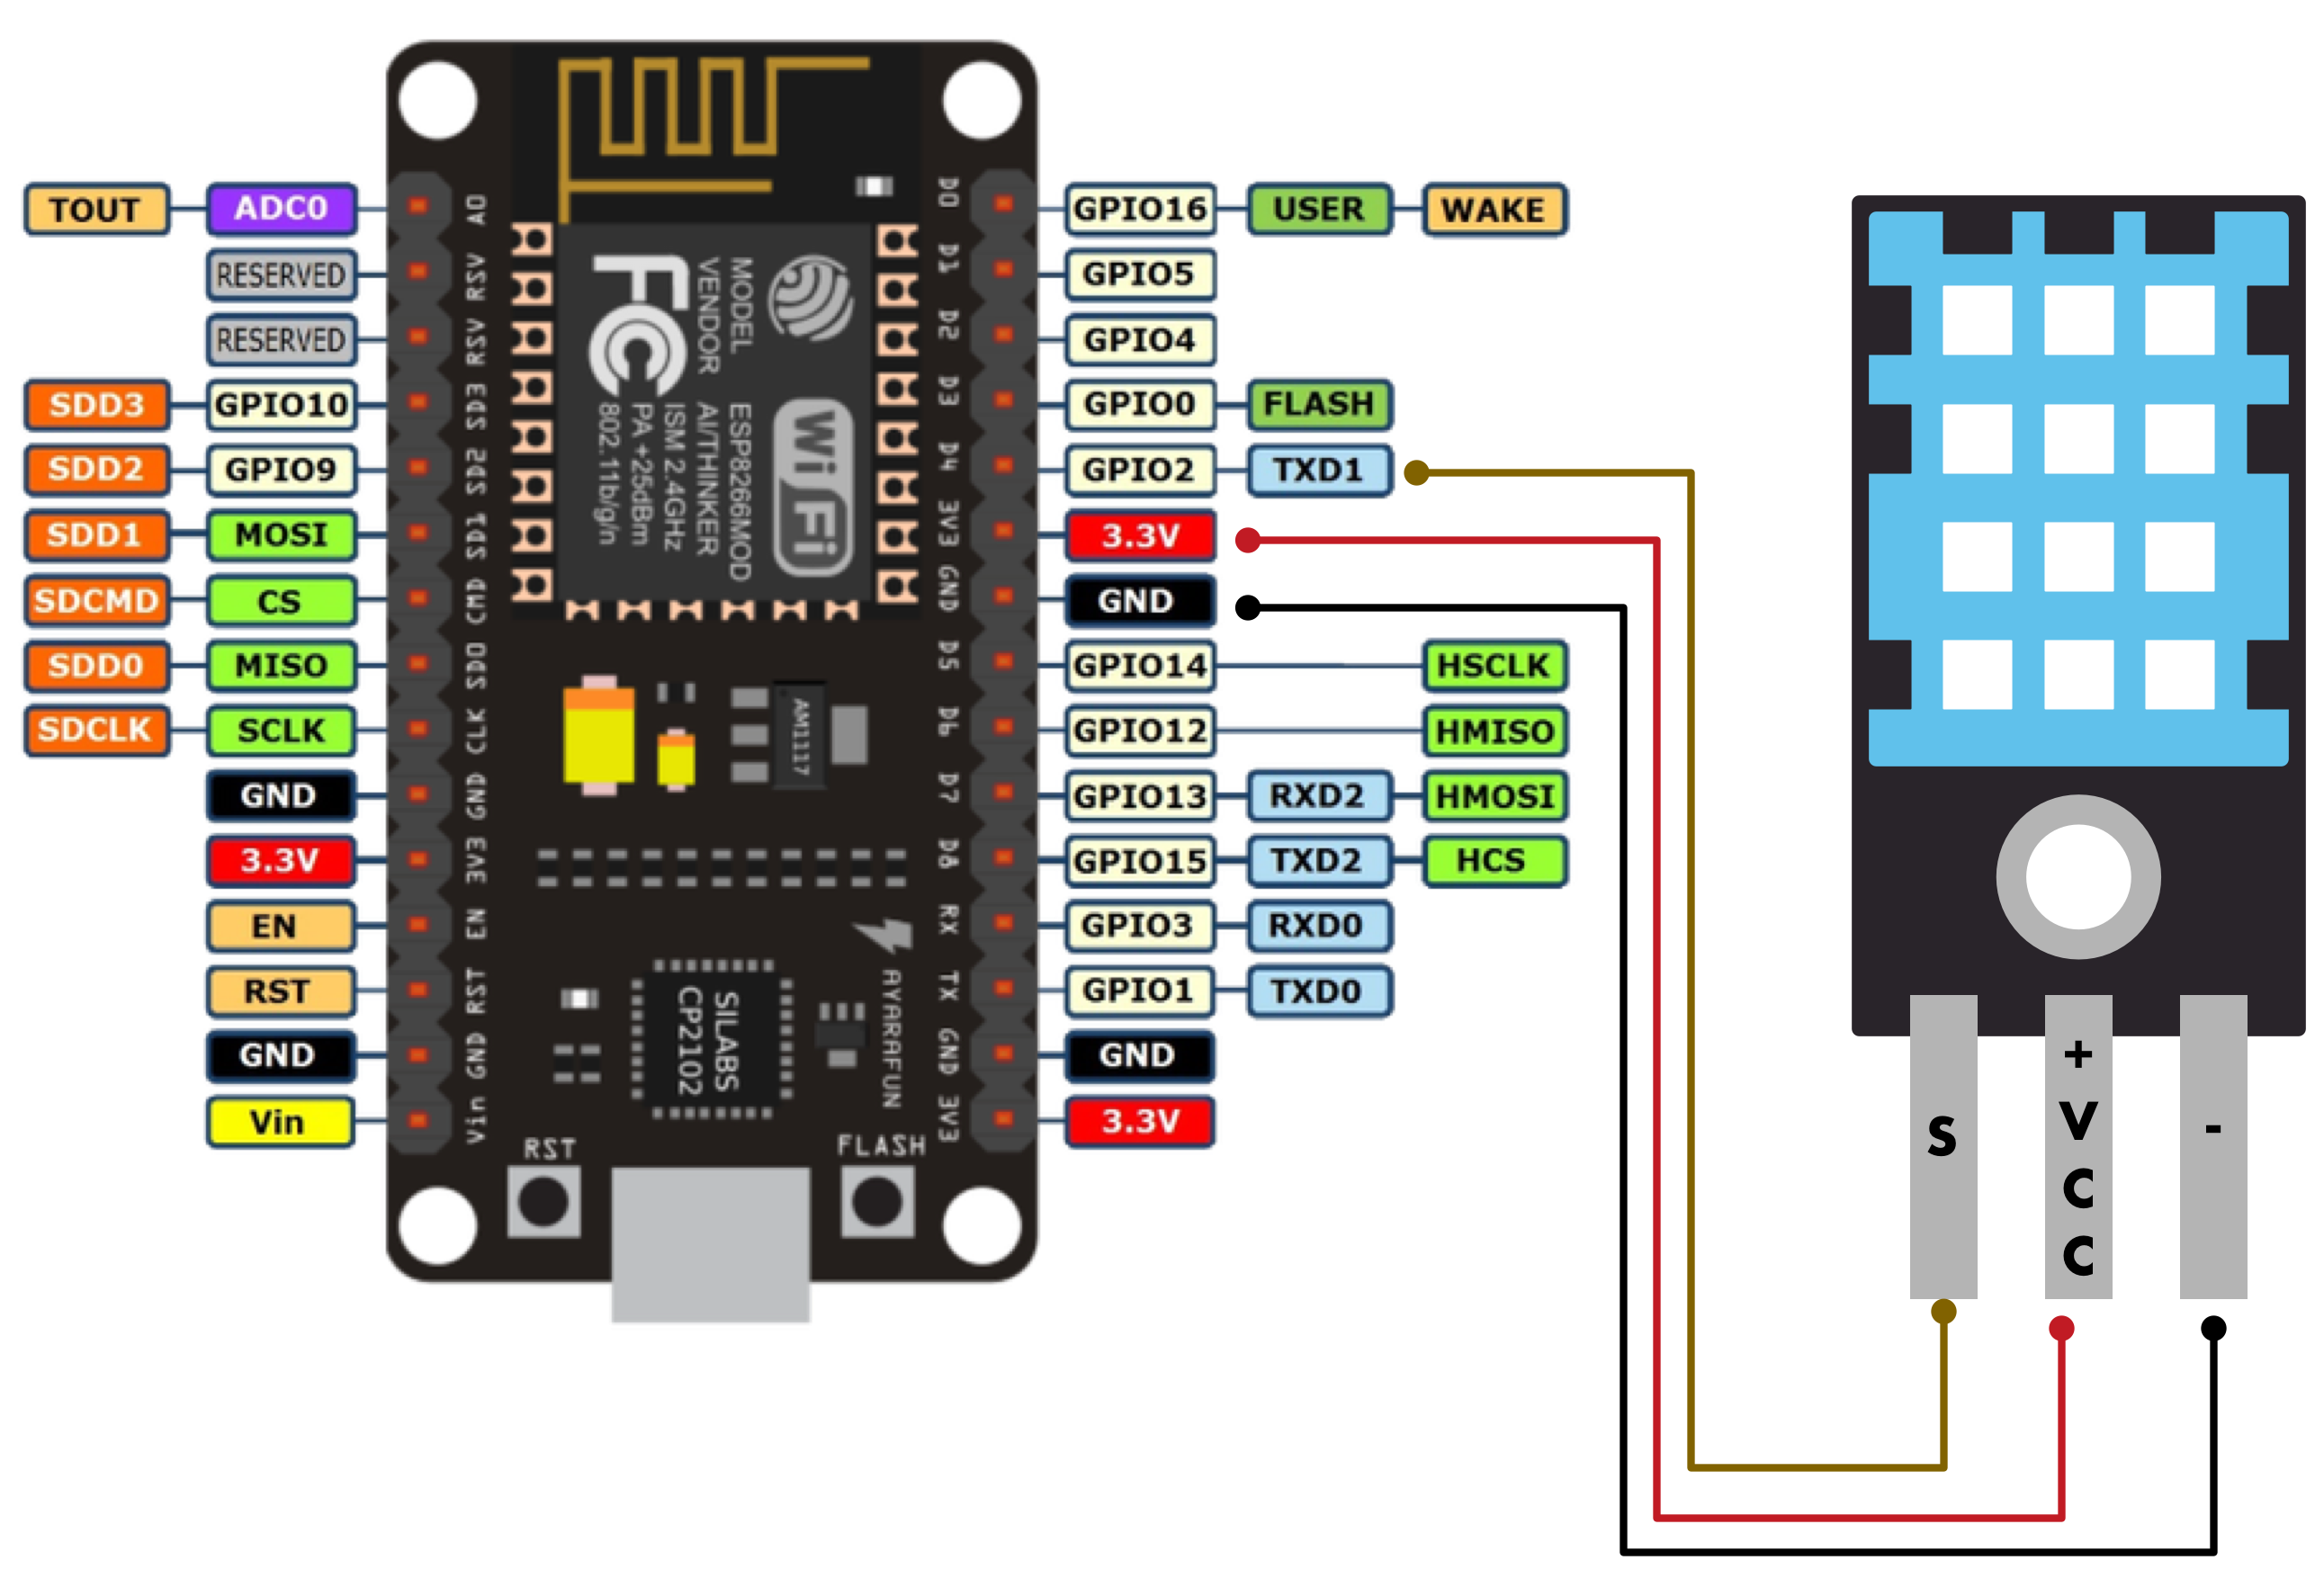 TOUT ADC0 A0
RESERVED RSV
RESERVED RSV
SDD3 GPIO10 SD3
SDD2 GPIO9 SD2
SDD1 MOSI SD1
SDCMD CS CMD
SDD0 MISO SD0
SDCLK SCLK CLK
GND GND
3.3V 3V3
EN EN
RST RST
GND GND
Vin Vin
FC
MODEL
VENDOR
ESP8266MOD
AI/THINKER
ISM 2.4GHz
PA +25dBm
802.11b/g/n
WiFi
AM1117
SILABS
CP2102
AYARAFUN
RST
FLASH
D0 GPIO16 USER WAKE
D1 GPIO5
D2 GPIO4
D3 GPIO0 FLASH
D4 GPIO2 TXD1
3V3 3.3V
GND GND
D5 GPIO14 HSCLK
D6 GPIO12 HMISO
D7 GPIO13 RXD2 HMOSI
D8 GPIO15 TXD2 HCS
RX GPIO3 RXD0
TX GPIO1 TXD0
GND GND
3V3 3.3V
S
+VCC
-